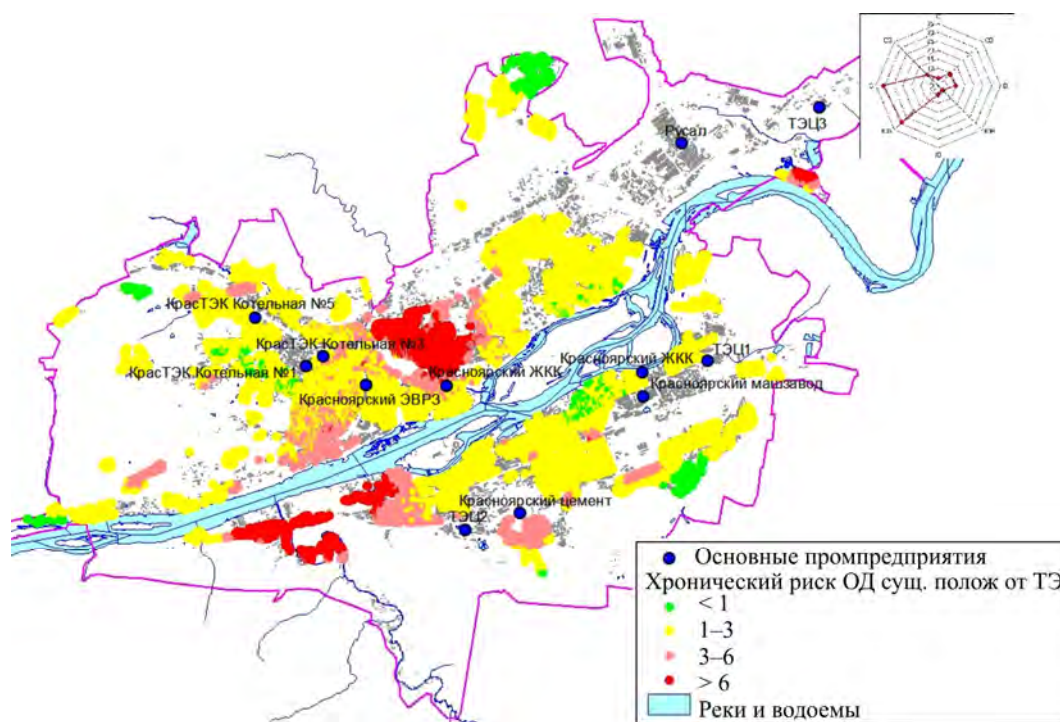 ТЭЦ3
Русал
КрасТЭК Котельная №5
КрасТЭК Котельная №3
КрасТЭК Котельная №1
Красноярский ЖКК
Красноярский ЭВРЗ
Красноярский ЖКК
ТЭЦ1
Красноярский машзавод
Красноярский цемент
ТЭЦ2
Основные промпредприятия
Хронический риск ОД сущ. полож от ТЭ
< 1
1–3
3–6
> 6
Реки и водоемы